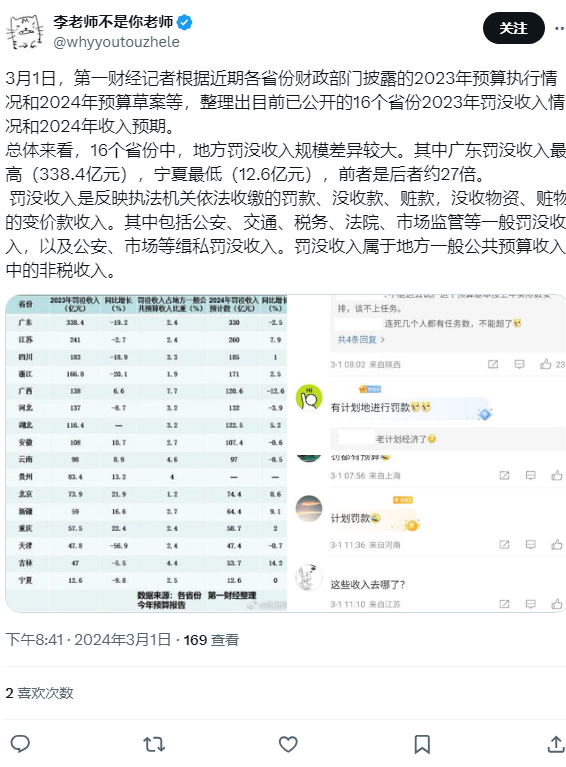 李老师不是你老师
@whyyoutouzhele
关注
3月1日，第一财经记者根据近期各省份财政部门披露的2023年预算执行情
况和2024年预算草案等，整理出目前已公开的16个省份2023年罚没收入情
况和2024年收入预期。
总体来看，16个省份中，地方罚没收入规模差异较大。其中广东罚没收入最
高（338.4亿元），宁夏最低（12.6亿元），前者是后者约27倍。
罚没收入是反映执法机关依法收缴的罚款、没收款、赃款，没收物资、赃物
的变价款收入。其中包括公安、交通、税务、法院、市场监管等一般罚没收
入，以及公安、市场等缉私罚没收入。罚没收入属于地方一般公共预算收入
中的非税收入。
省份 2023年罚没收入（亿元） 同比增长（%） 罚没收入占地方一般公共预算收入比重（%） 2024年罚没收入预计数（亿元） 同比增长（%）
广东 338.4 -19.2 2.4 330 -2.5
江苏 241 -2.7 2.4 260 7.9
四川 183 -18.9 3.3 185 1
浙江 166.8 -20.1 1.9 171 2.5
广西 138 6.6 7.7 120.6 -12.6
河北 137 -8.7 3.2 132 -3.9
湖北 116.4 — 3.2 122.5 5.2
安徽 108 10.7 2.7 107.4 -0.6
云南 98 8.9 4.6 97 -0.5
贵州 83.4 13.2 4 — —
北京 73.9 21.9 1.2 74.4 0.6
新疆 59 16.6 2.7 64.4 9.1
重庆 57.5 22.4 2.4 58.7 2
天津 47.8 -56.9 2.4 47.4 -0.7
吉林 47 -5.5 4.4 53.7 14.2
宁夏 12.6 -9.8 2.5 12.6 0
数据来源：各省份 第一财经整理
今年预算报告
排，谈不上任务。
连死几个人都有任务数，不能超了
共4条回复 >
3-1 08:02 来自陕西
23
有计划地进行罚款
老计划经济了
罚都有预算
3-1 07:56 来自上海
计划罚款
3-1 11:36 来自河南
这些收入去哪了？
3-1 11:10 来自江苏
下午8:41 · 2024年3月1日 · 169 查看
2 喜欢次数